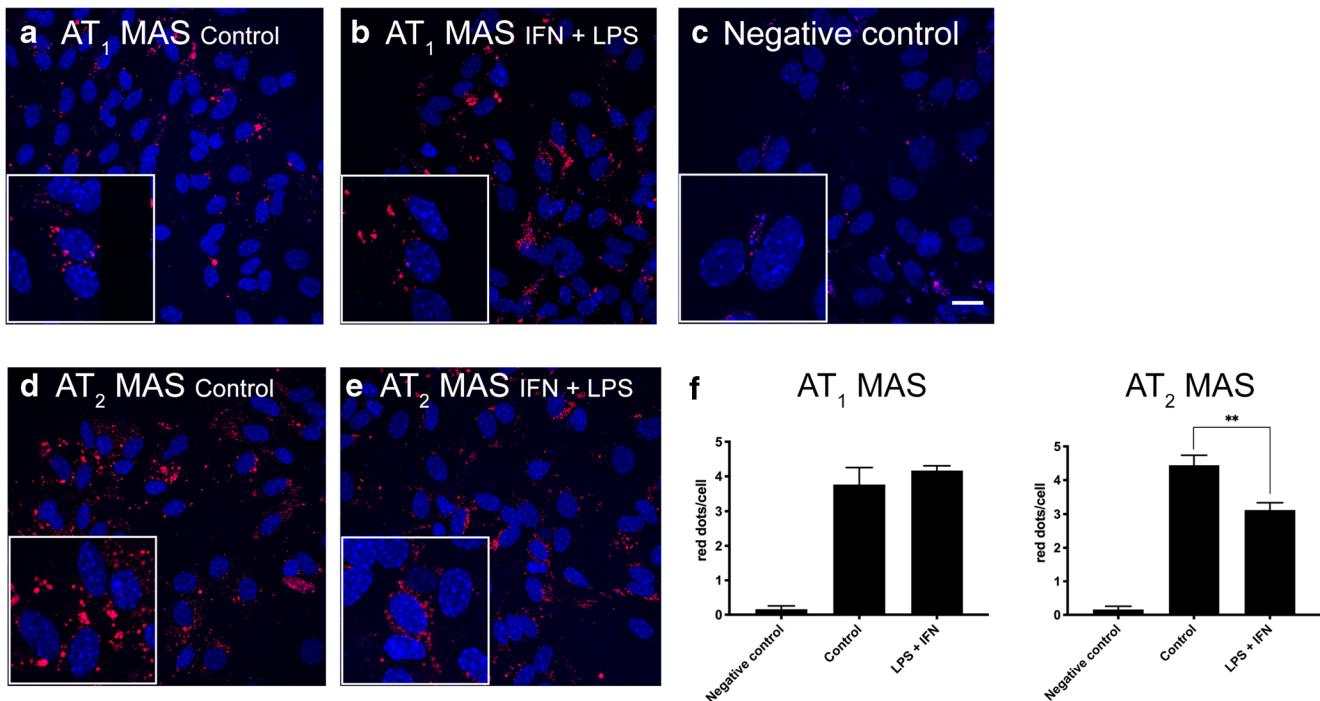 a AT₁ MAS Control
b AT₁ MAS IFN + LPS
c Negative control
d AT₂ MAS Control
e AT₂ MAS IFN + LPS
f AT₁ MAS
red dots/cell
5
4
3
2
1
0
Negative control
Control
LPS + IFN
AT₂ MAS
**
red dots/cell
5
4
3
2
1
0
Negative control
Control
LPS + IFN